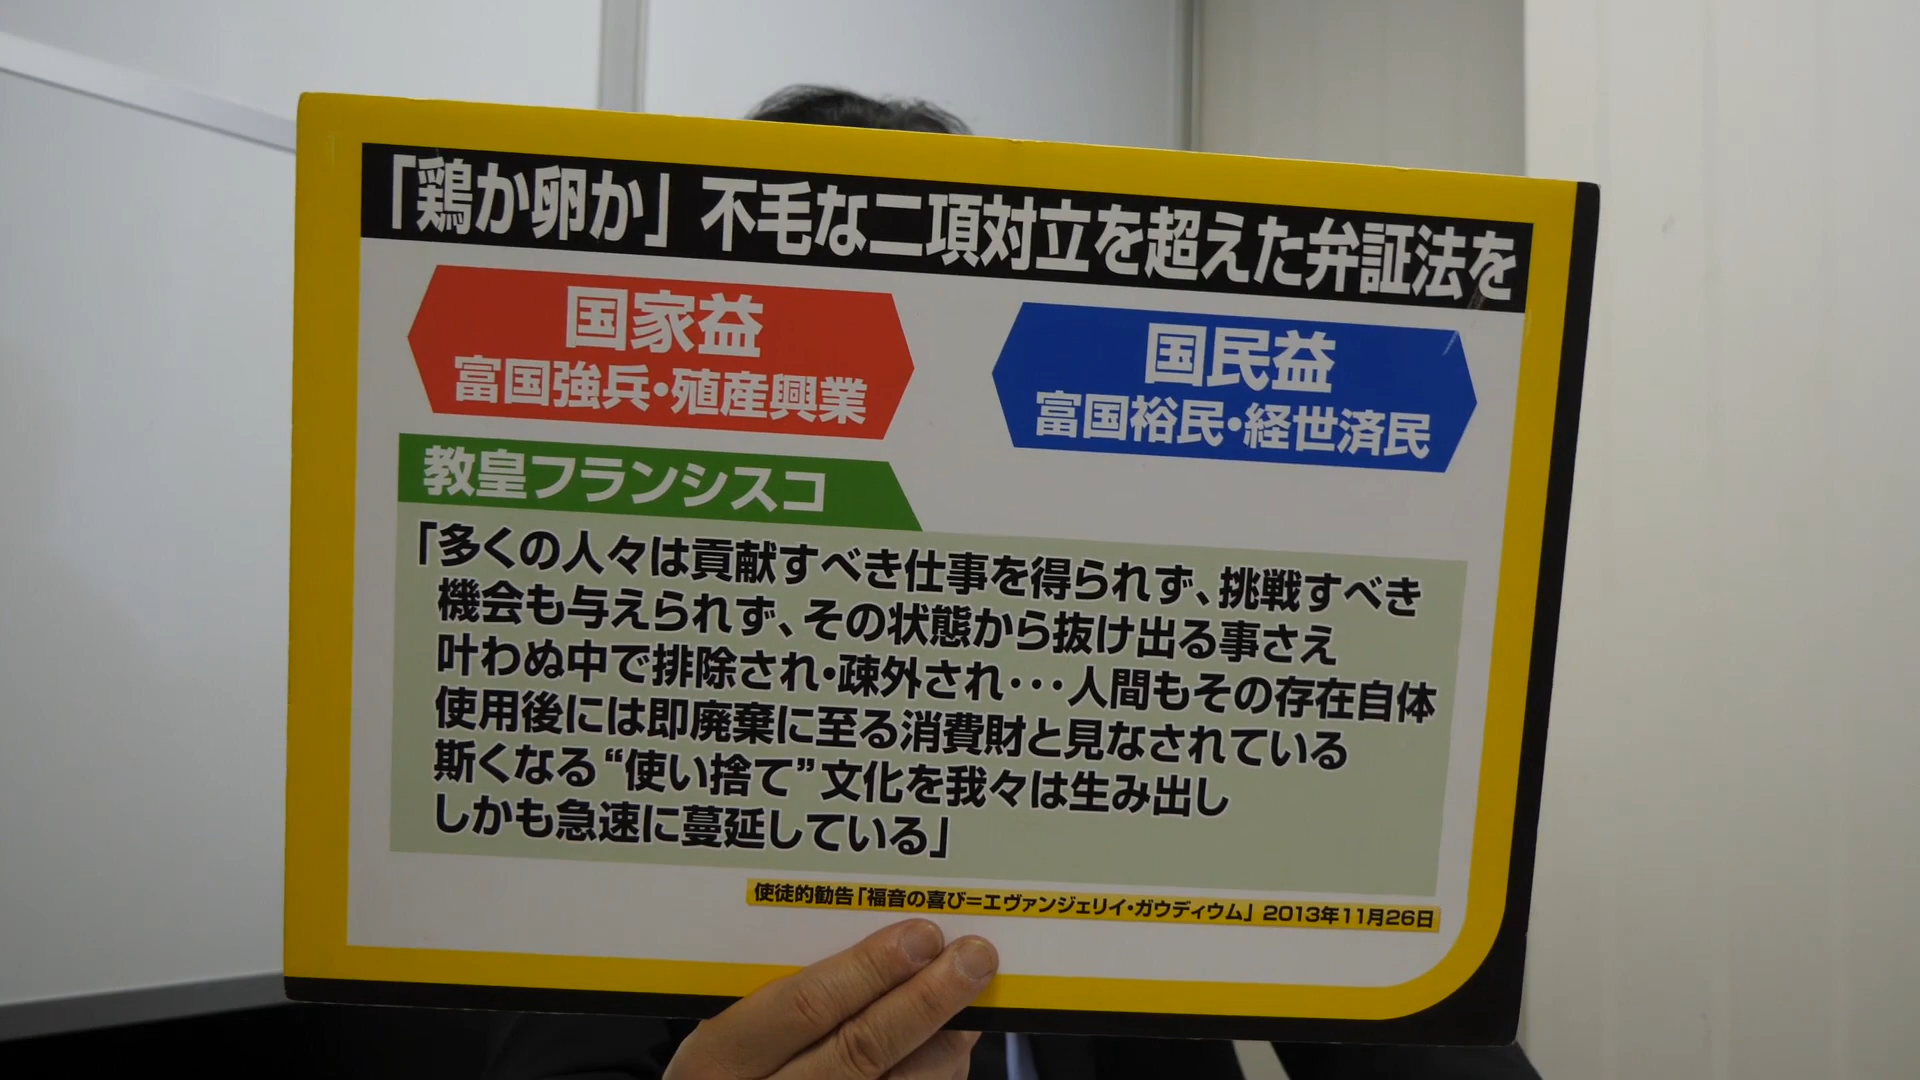 「鶏か卵か」不毛な二項対立を超えた弁証法を
国家益
富国強兵・殖産興業
国民益
富国裕民・経世済民
教皇フランシスコ
「多くの人々は貢献すべき仕事を得られず、挑戦すべき
機会も与えられず、その状態から抜け出る事さえ
叶わぬ中で排除され・疎外され・・・人間もその存在自体
使用後には即廃棄に至る消費財と見なされている
斯くなる“使い捨て”文化を我々は生み出し
しかも急速に蔓延している」
使徒的勧告「福音の喜び=エヴァンジェリイ・ガウディウム」 2013年11月26日